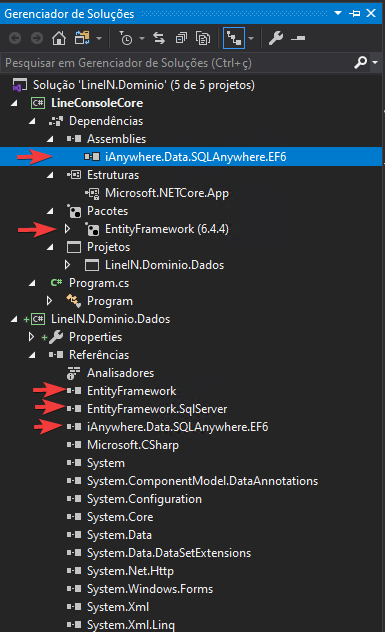 Gerenciador de Soluções
Pesquisar em Gerenciador de Soluções (Ctrl+ç)
Solução 'LineIN.Dominio' (5 de 5 projetos)
C# LineConsoleCore
Dependências
Assemblies
iAnywhere.Data.SQLAnywhere.EF6
Estruturas
Microsoft.NETCore.App
Pacotes
EntityFramework (6.4.4)
Projetos
LineIN.Dominio.Dados
C# Program.cs
Program
C# LineIN.Dominio.Dados
Properties
Referências
Analisadores
EntityFramework
EntityFramework.SqlServer
iAnywhere.Data.SQLAnywhere.EF6
Microsoft.CSharp
System
System.ComponentModel.DataAnnotations
System.Configuration
System.Core
System.Data
System.Data.DataSetExtensions
System.Net.Http
System.Windows.Forms
System.Xml
System.Xml.Linq